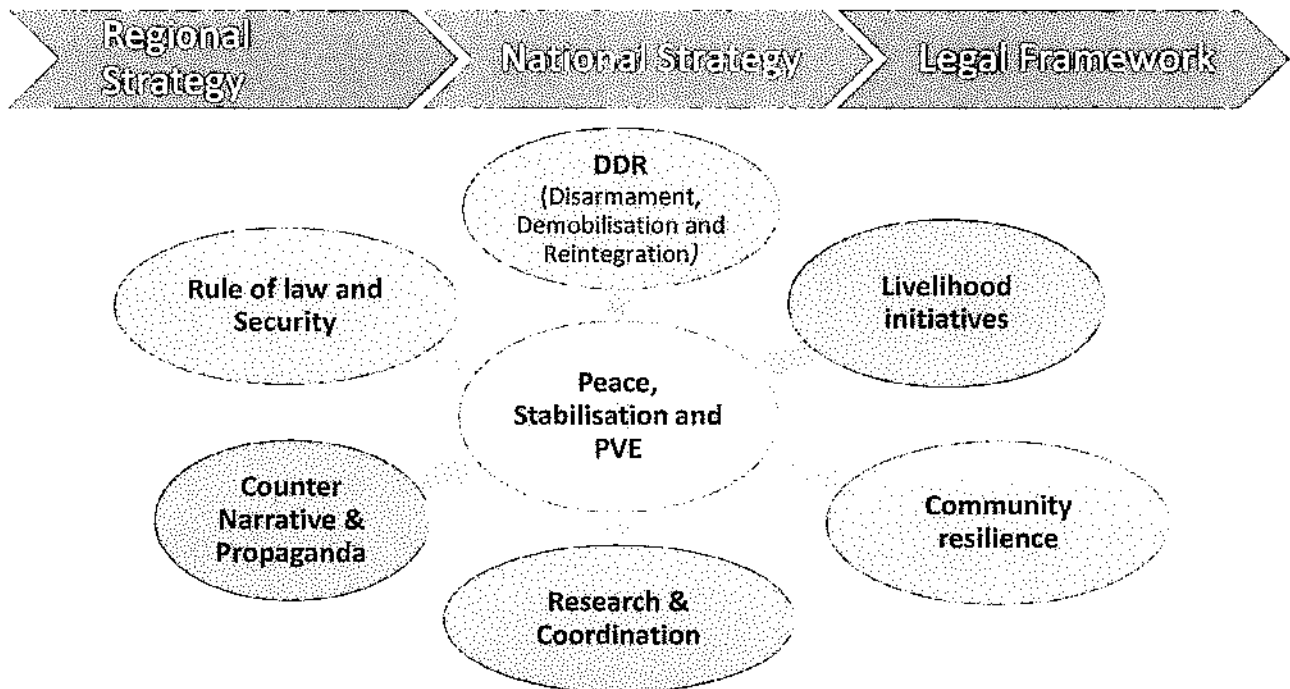 Regional
Strategy
National Strategy
Legal Framework
DDR
(Disarmament,
Demobilisation and
Reintegration)
Rule of law and
Security
Livelihood
initiatives
Peace,
Stabilisation and
PVE
Counter
Narrative &
Propaganda
Community
resilience
Research &
Coordination